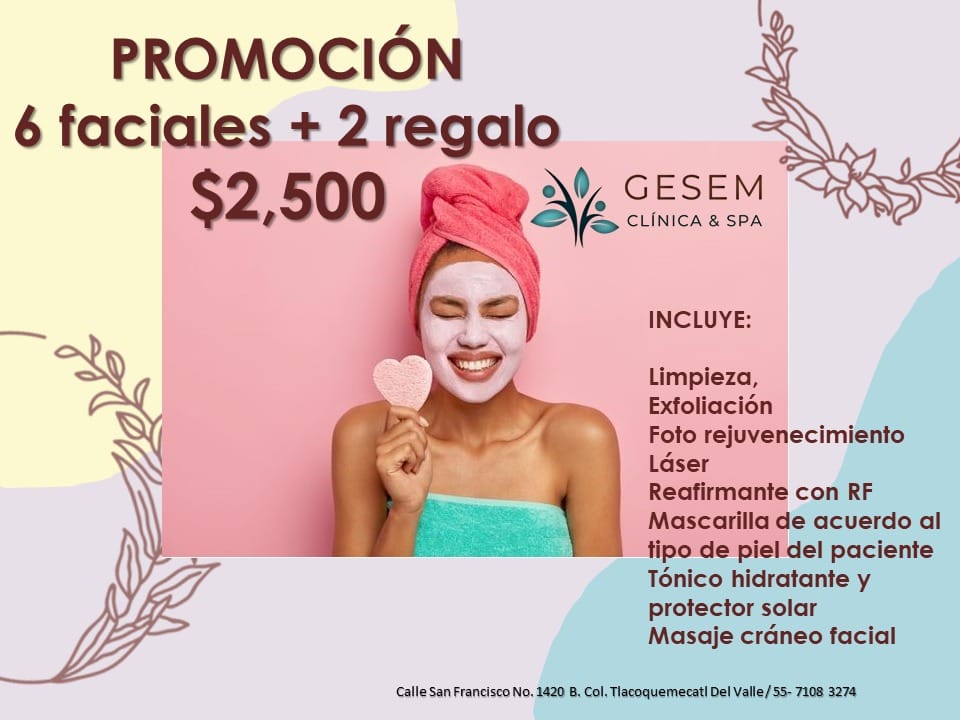 PROMOCIÓN
6 faciales + 2 regalo
$2,500
GESEM
CLÍNICA & SPA
INCLUYE:
Limpieza,
Exfoliación
Foto rejuvenecimiento
Láser
Reafirmante con RF
Mascarilla de acuerdo al
tipo de piel del paciente
Tónico hidratante y
protector solar
Masaje cráneo facial
Calle San Francisco No. 1420 B. Col. Tlacoquemecatl Del Valle/ 55- 7108 3274